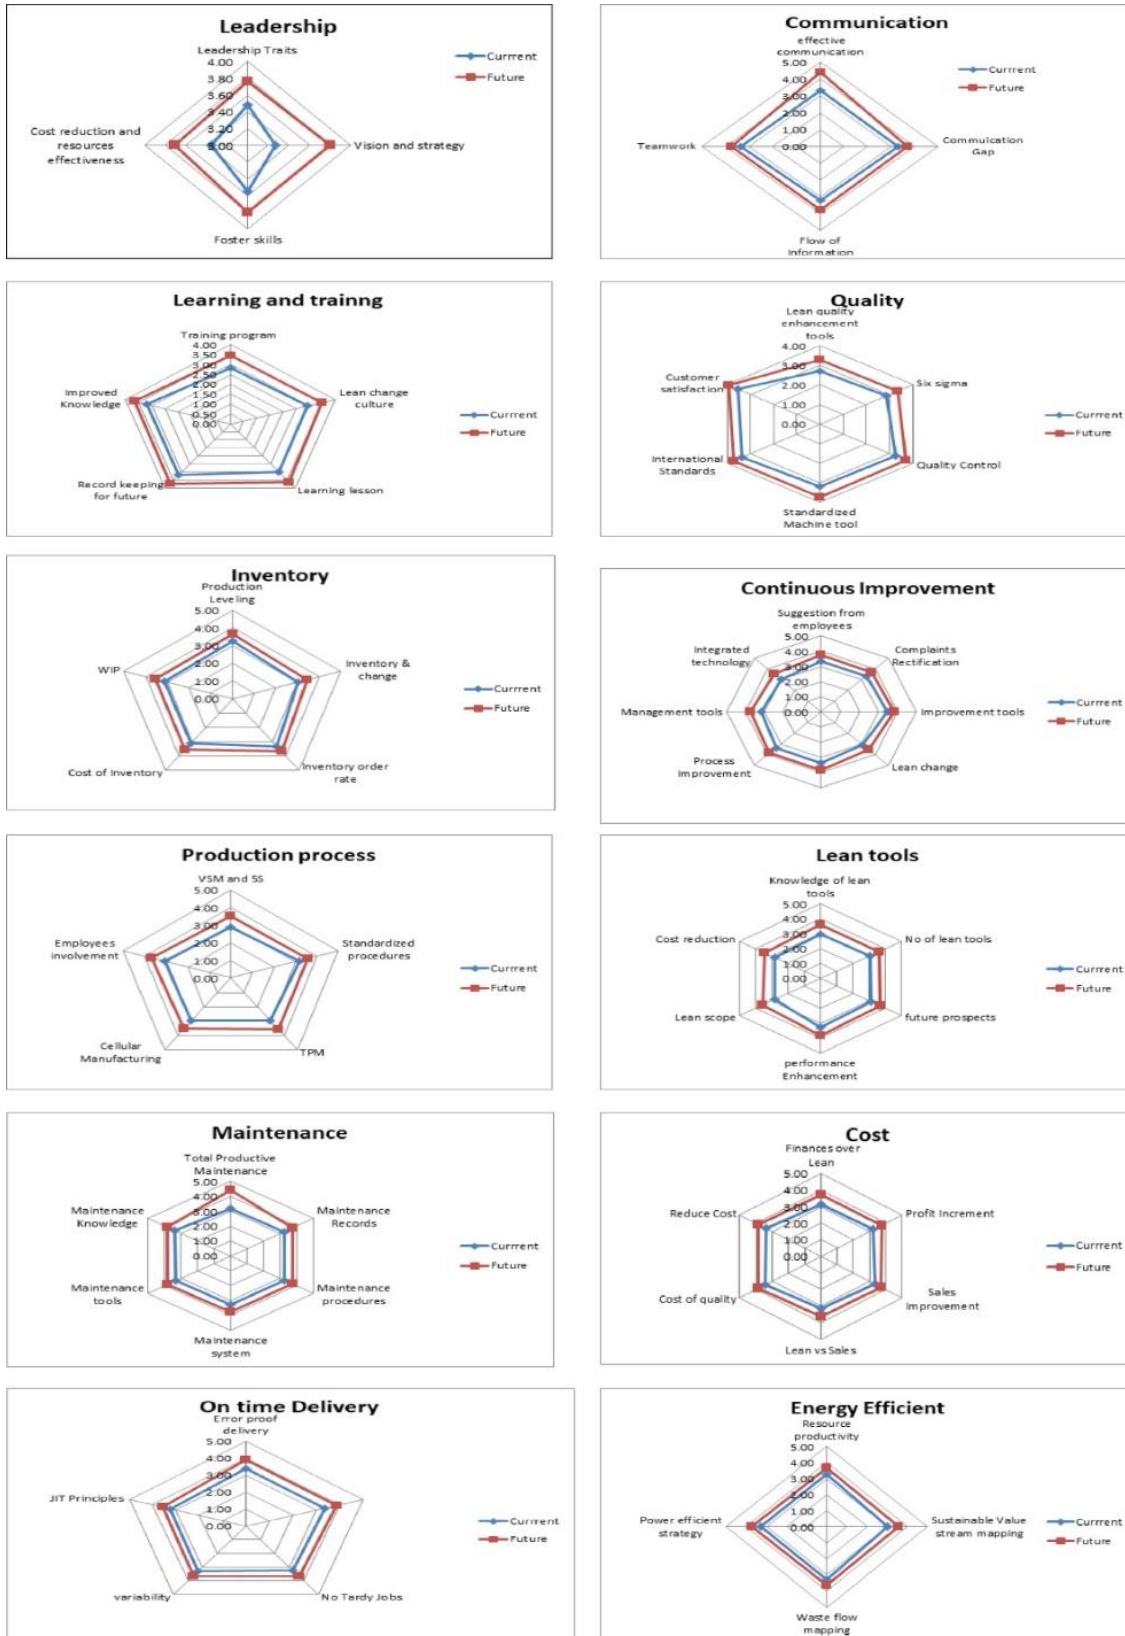 Leadership
Leadership Traits
4.00
3.80
3.60
3.40
3.20
3.00
Vision and strategy
Foster skills
Cost reduction and
resources
effectiveness
Currrent
Future
Communication
effective
communication
5.00
4.00
3.00
2.00
1.00
0.00
Commuication
Gap
Flow of
Information
Teamwork
Currrent
Future
Learning and trainng
Training program
4.00
3.50
3.00
2.50
2.00
1.50
1.00
0.50
0.00
Lean change
culture
Learning lesson
Record keeping
for future
Improved
Knowledge
Currrent
Future
Quality
Lean quality
enhancement
tools
4.00
3.00
2.00
1.00
0.00
Six sigma
Quality Control
Standardized
Machine tool
International
Standards
Customer
satisfaction
Currrent
Future
Inventory
Production
Leveling
5.00
4.00
3.00
2.00
1.00
0.00
Inventory &
change
Inventory order
rate
Cost of Inventory
WIP
Currrent
Future
Continuous Improvement
Suggestion from
employees
5.00
4.00
3.00
2.00
1.00
0.00
Complaints
Rectification
Improvement tools
Lean change
Process
Improvement
Management tools
Integrated
technology
Currrent
Future
Production process
VSM and 5S
5.00
4.00
3.00
2.00
1.00
0.00
Standardized
procedures
TPM
Cellular
Manufacturing
Employees
involvement
Currrent
Future
Lean tools
Knowledge of lean
tools
5.00
4.00
3.00
2.00
1.00
0.00
No of lean tools
future prospects
performance
Enhancement
Lean scope
Cost reduction
Currrent
Future
Maintenance
Total Productive
Maintenance
5.00
4.00
3.00
2.00
1.00
0.00
Maintenance
Records
Maintenance
procedures
Maintenance
system
Maintenance
tools
Maintenance
Knowledge
Currrent
Future
Cost
Finances over
Lean
5.00
4.00
3.00
2.00
1.00
0.00
Profit Increment
Sales
Improvement
Lean vs Sales
Cost of quality
Reduce Cost
Currrent
Future
On time Delivery
Error proof
delivery
5.00
4.00
3.00
2.00
1.00
0.00
No Tardy Jobs
variability
JIT Principles
Currrent
Future
Energy Efficient
Resource
productivity
5.00
4.00
3.00
2.00
1.00
0.00
Sustainable Value
stream mapping
Waste flow
mapping
Power efficient
strategy
Currrent
Future